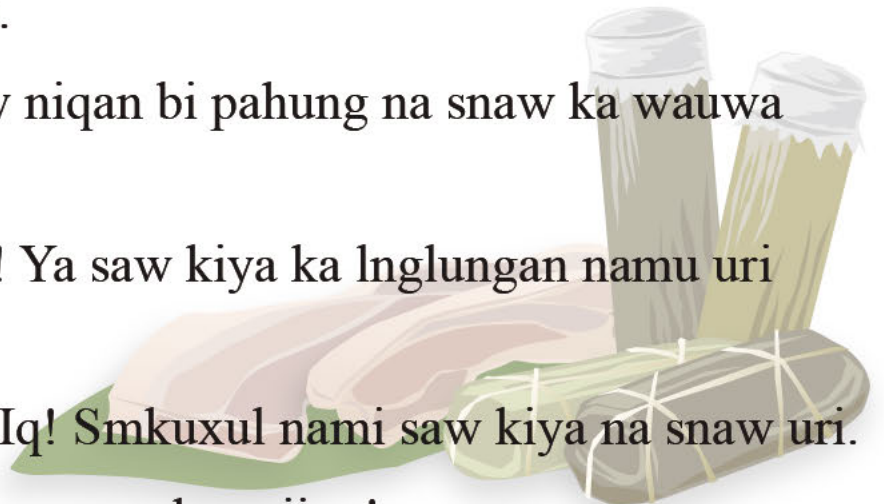 niqan bi pahung na snaw ka wauwa
! Ya saw kiya ka lnglungan namu uri
Iq! Smkuxul nami saw kiya na snaw uri.